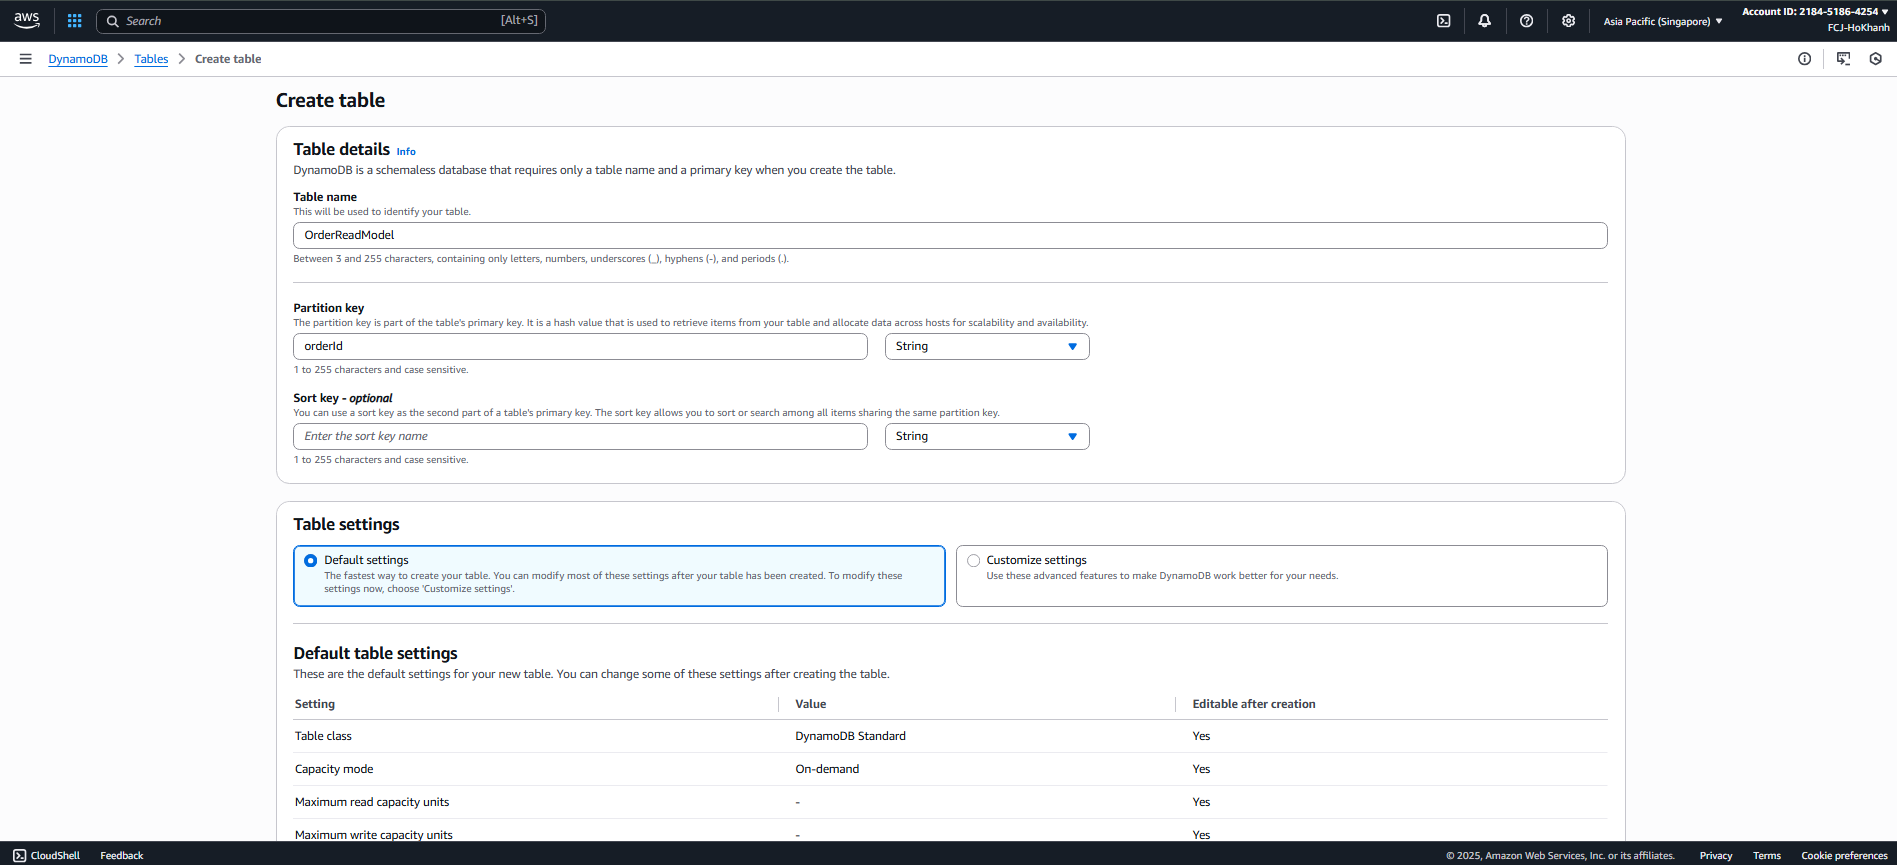 aws
Search [Alt+S]
Asia Pacific (Singapore)
Account ID: 2184-5186-4254
FCJ-HoKhanh
DynamoDB
Tables
Create table
Create table
Table details Info
DynamoDB is a schemaless database that requires only a table name and a primary key when you create the table.
Table name
This will be used to identify your table.
OrderReadModel
Between 3 and 255 characters, containing only letters, numbers, underscores (_), hyphens (-), and periods (.).
Partition key
The partition key is part of the table's primary key. It is a hash value that is used to retrieve items from your table and allocate data across hosts for scalability and availability.
orderId String
1 to 255 characters and case sensitive.
Sort key - optional
You can use a sort key as the second part of a table's primary key. The sort key allows you to sort or search among all items sharing the same partition key.
Enter the sort key name String
1 to 255 characters and case sensitive.
Table settings
Default settings
The fastest way to create your table. You can modify most of these settings after your table has been created. To modify these
settings now, choose 'Customize settings'.
Customize settings
Use these advanced features to make DynamoDB work better for your needs.
Default table settings
These are the default settings for your new table. You can change some of these settings after creating the table.
Setting Value Editable after creation
Table class DynamoDB Standard Yes
Capacity mode On-demand Yes
Maximum read capacity units - Yes
Maximum write capacity units - Yes
CloudShell Feedback © 2025, Amazon Web Services, Inc. or its affiliates. Privacy Terms Cookie preferences